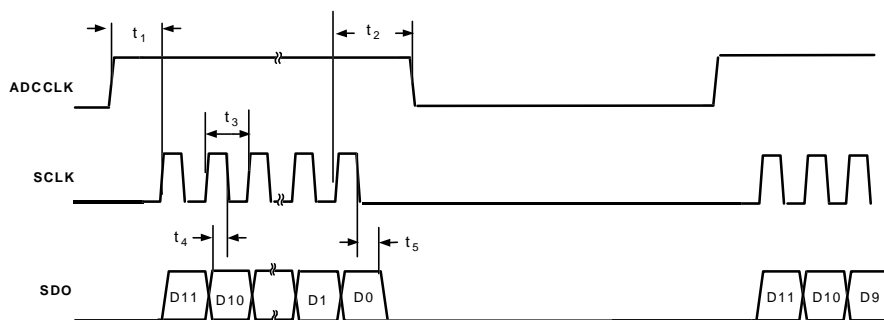 t1
t2
ADCCLK
t3
SCLK
t4
t5
SDO
D11
D10
D1
D0
D11
D10
D9